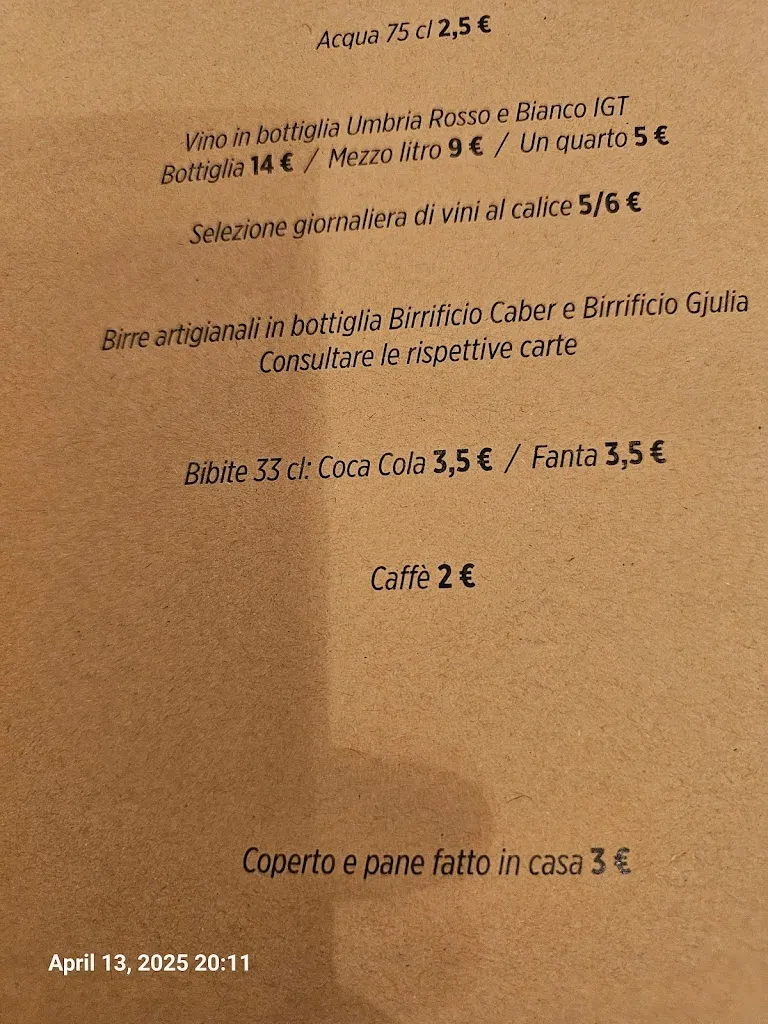 Acqua 75 cl 2,5 €
Vino in bottiglia Umbria Rosso e Bianco IGT
Bottiglia 14 € / Mezzo litro 9 € / Un quarto 5 €
Selezione giornaliera di vini al calice 5/6 €
Birre artigianali in bottiglia Birrificio Caber e Birrificio Gjulia
Consultare le rispettive carte
Bibite 33 cl: Coca Cola 3,5 € / Fanta 3,5 €
Caffè 2 €
Coperto e pane fatto in casa 3 €
April 13, 2025 20:11